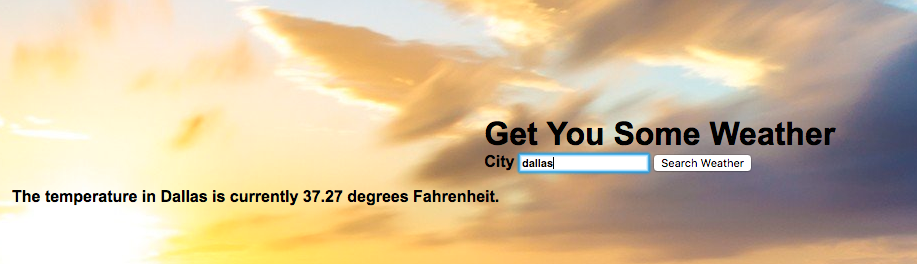 Get You Some Weather
City dallas Search Weather
The temperature in Dallas is currently 37.27 degrees Fahrenheit.